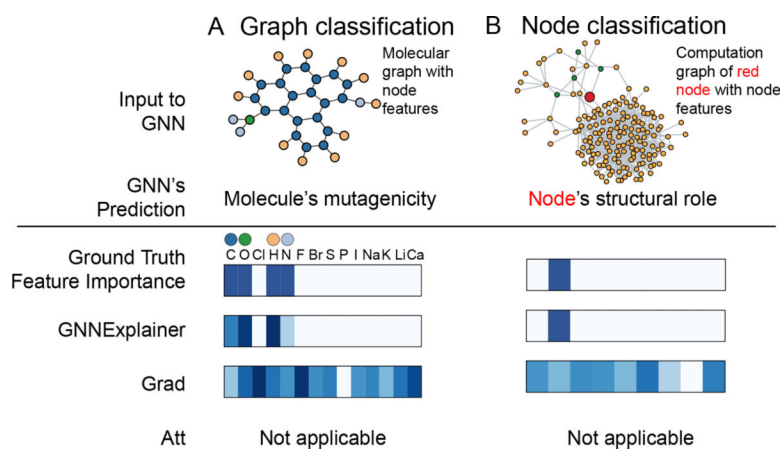 A Graph classification
Molecular
graph with
node
features
B Node classification
Computation
graph of red
node with node
features
Input to
GNN
GNN's
Prediction
Molecule's mutagenicity
Node's structural role
Ground Truth
Feature Importance
C O Cl H N F Br S P I Na K Li Ca
GNNExplainer
Grad
Att
Not applicable
Not applicable